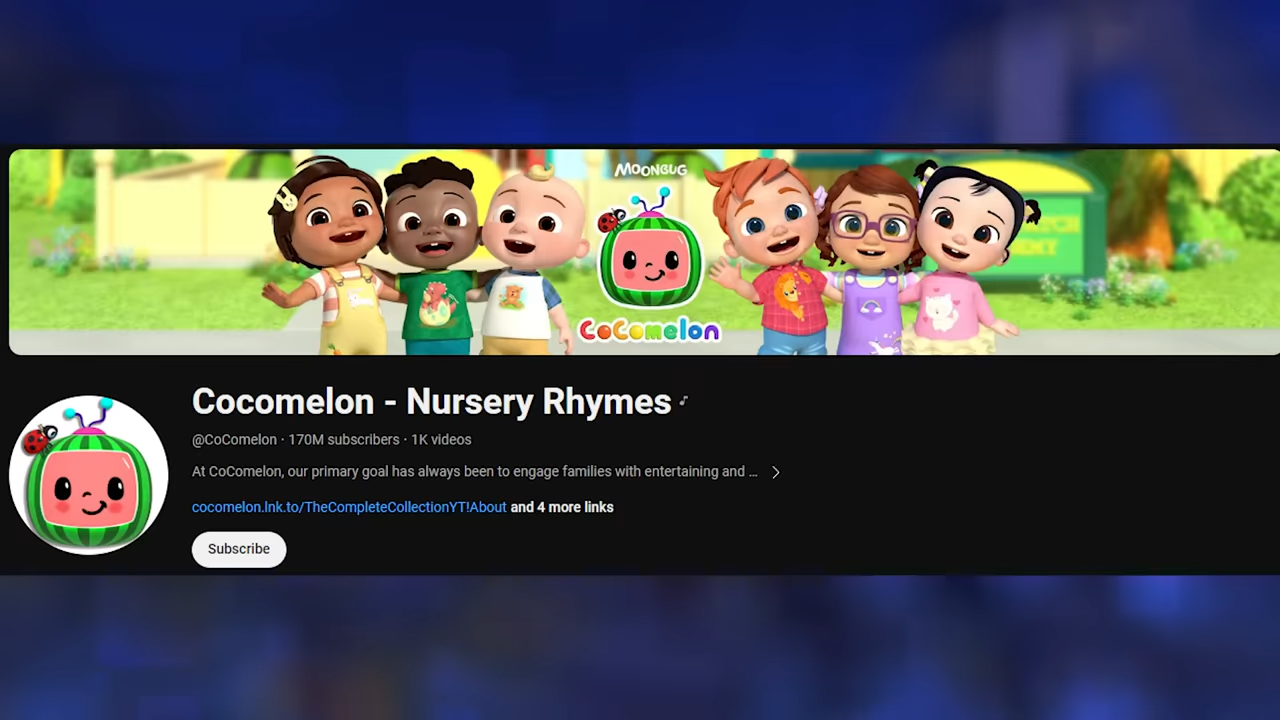 MOONBUG
CoComelon
Cocomelon - Nursery Rhymes
@CoComelon · 170M subscribers · 1K videos
At CoComelon, our primary goal has always been to engage families with entertaining and ...
cocomelon.lnk.to/TheCompleteCollectionYT!About and 4 more links
Subscribe